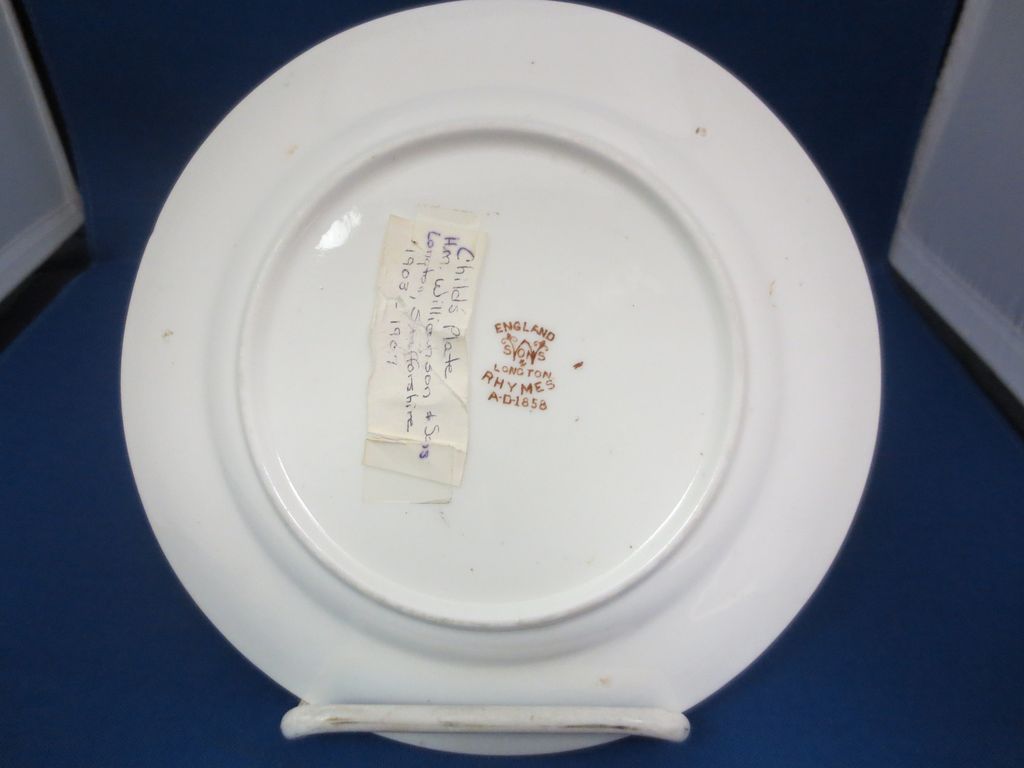 Child's Plate
H.M. Williamson & Sons
Longton, Staffordshire
1903 - 1907
ENGLAND
SONS
LONGTON
RHYMES
A-D-1858